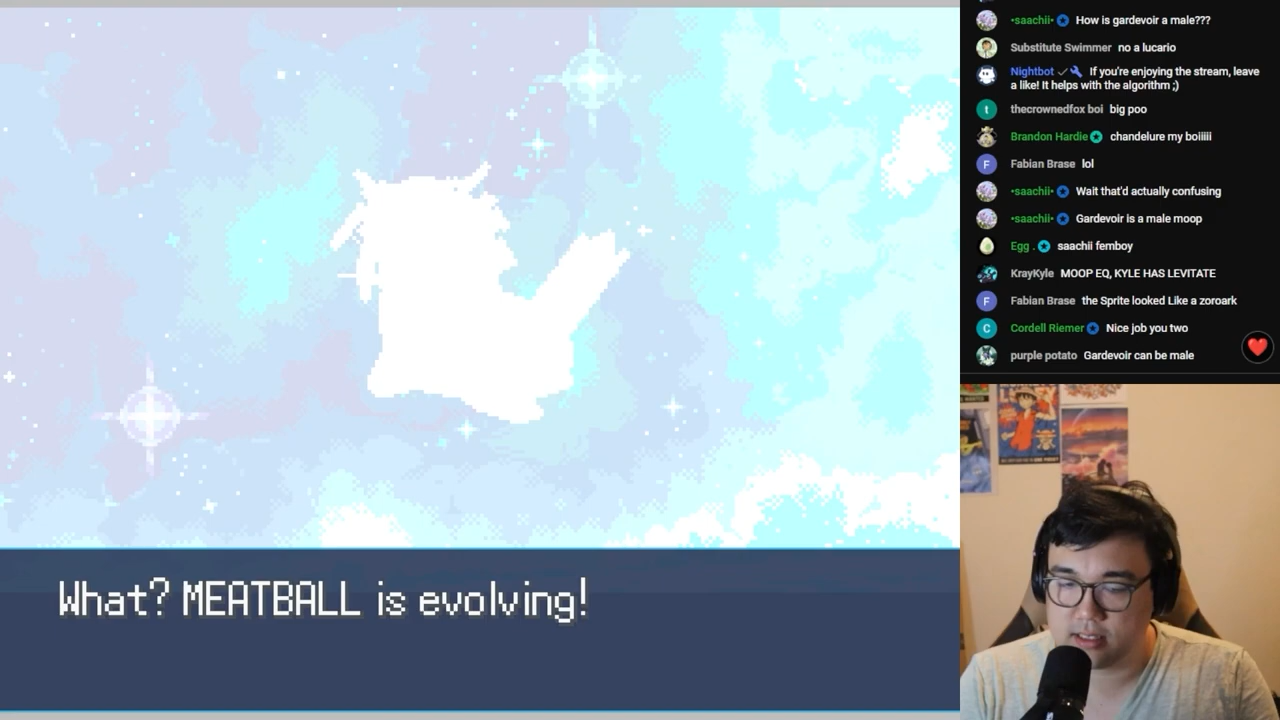 •saachii• How is gardevoir a male???
Substitute Swimmer no a lucario
Nightbot If you're enjoying the stream, leave
a like! It helps with the algorithm ;)
t thecrownedfox boi big poo
Brandon Hardie chandelure my boiiiii
F Fabian Brase lol
•saachii• Wait that'd actually confusing
•saachii• Gardevoir is a male moop
Egg . saachii femboy
KrayKyle MOOP EQ, KYLE HAS LEVITATE
F Fabian Brase the Sprite looked Like a zoroark
C Cordell Riemer Nice job you two
purple potato Gardevoir can be male
What? MEATBALL is evolving!